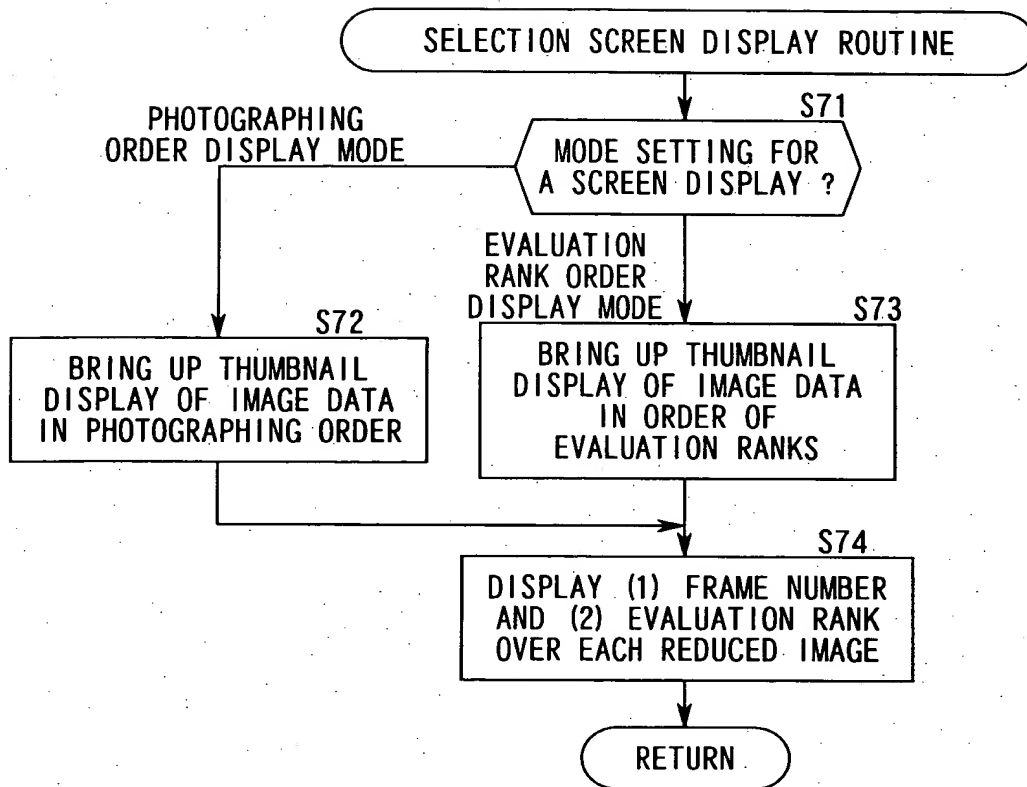 SELECTION SCREEN DISPLAY ROUTINE
S71
MODE SETTING FOR
A SCREEN DISPLAY ?
PHOTOGRAPHING
ORDER DISPLAY MODE
EVALUATION
RANK ORDER
DISPLAY MODE
S72
BRING UP THUMBNAIL
DISPLAY OF IMAGE DATA
IN PHOTOGRAPHING ORDER
S73
BRING UP THUMBNAIL
DISPLAY OF IMAGE DATA
IN ORDER OF
EVALUATION RANKS
S74
DISPLAY (1) FRAME NUMBER
AND (2) EVALUATION RANK
OVER EACH REDUCED IMAGE
RETURN